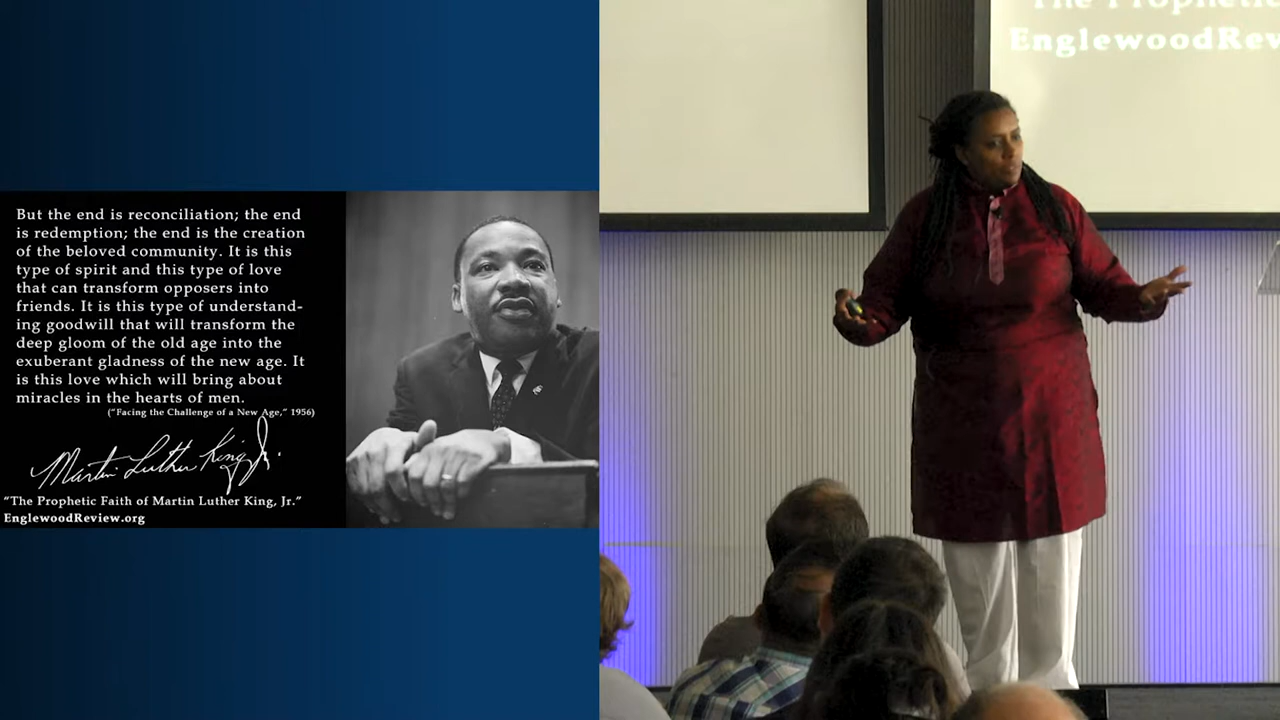 But the end is reconciliation; the end
is redemption; the end is the creation
of the beloved community. It is this
type of spirit and this type of love
that can transform opposers into
friends. It is this type of understand-
ing goodwill that will transform the
deep gloom of the old age into the
exuberant gladness of the new age. It
is this love which will bring about
miracles in the hearts of men.
("Facing the Challenge of a New Age," 1956)
Martin Luther King Jr.
"The Prophetic Faith of Martin Luther King, Jr."
EnglewoodReview.org
The Prophetic
EnglewoodRev